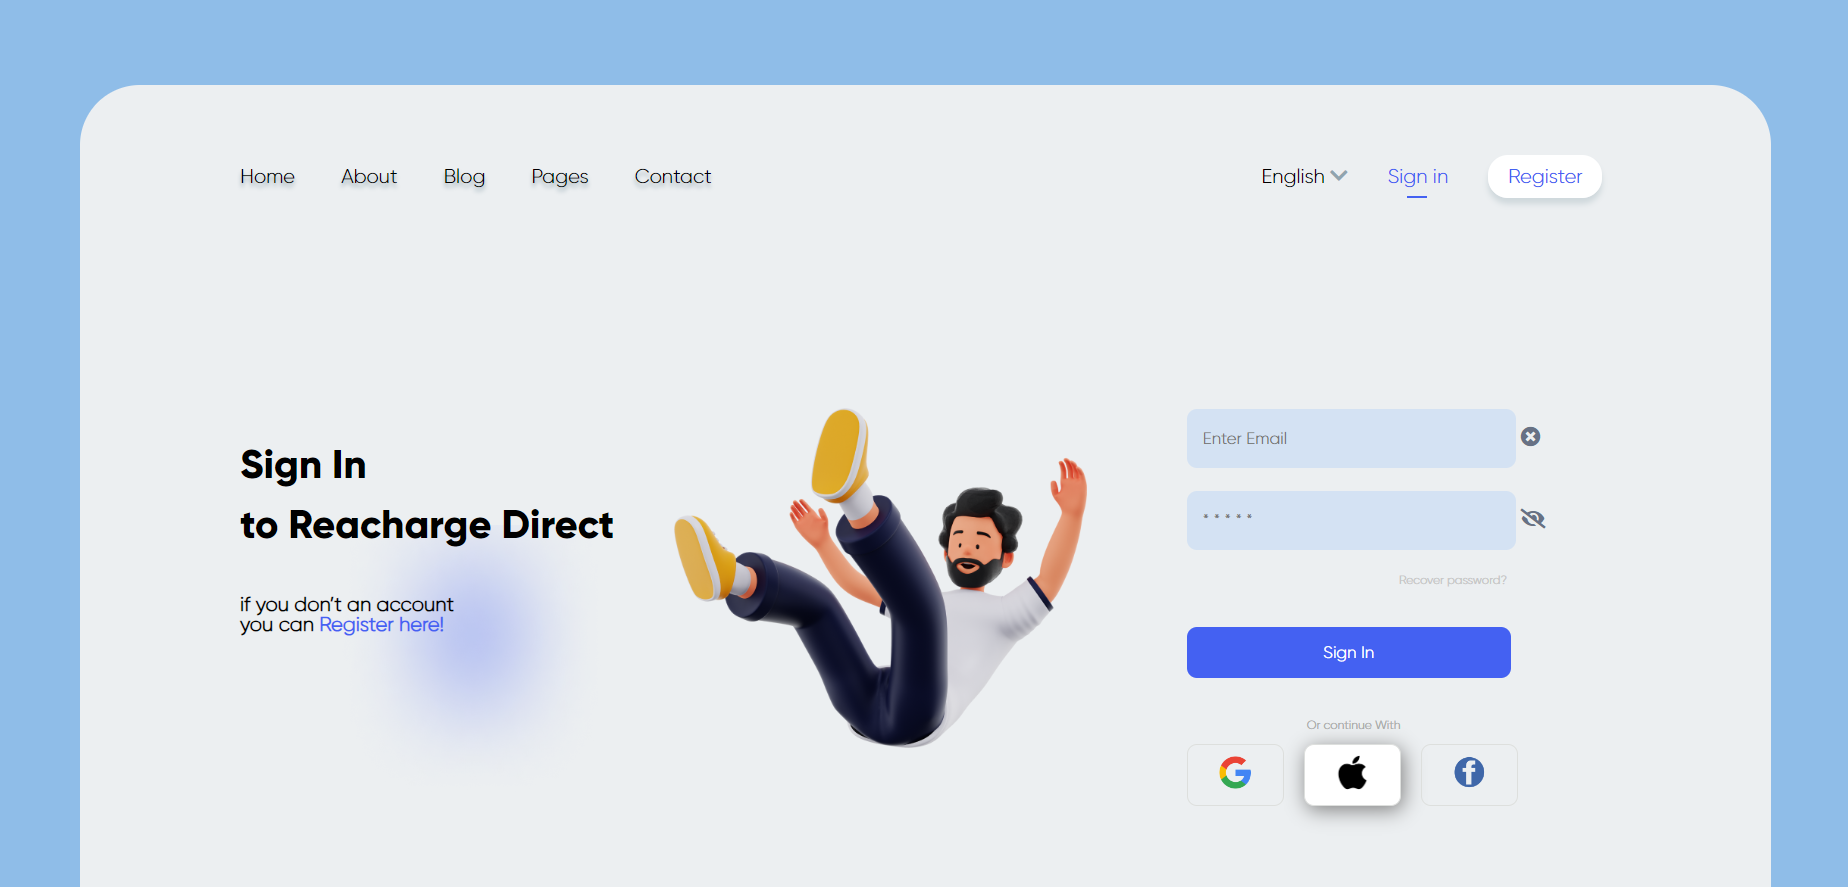 Home About Blog Pages Contact English Sign in Register
Sign In
to Reacharge Direct
if you don't an account
you can Register here!
Enter Email
* * * * *
Recover password?
Sign In
Or continue With